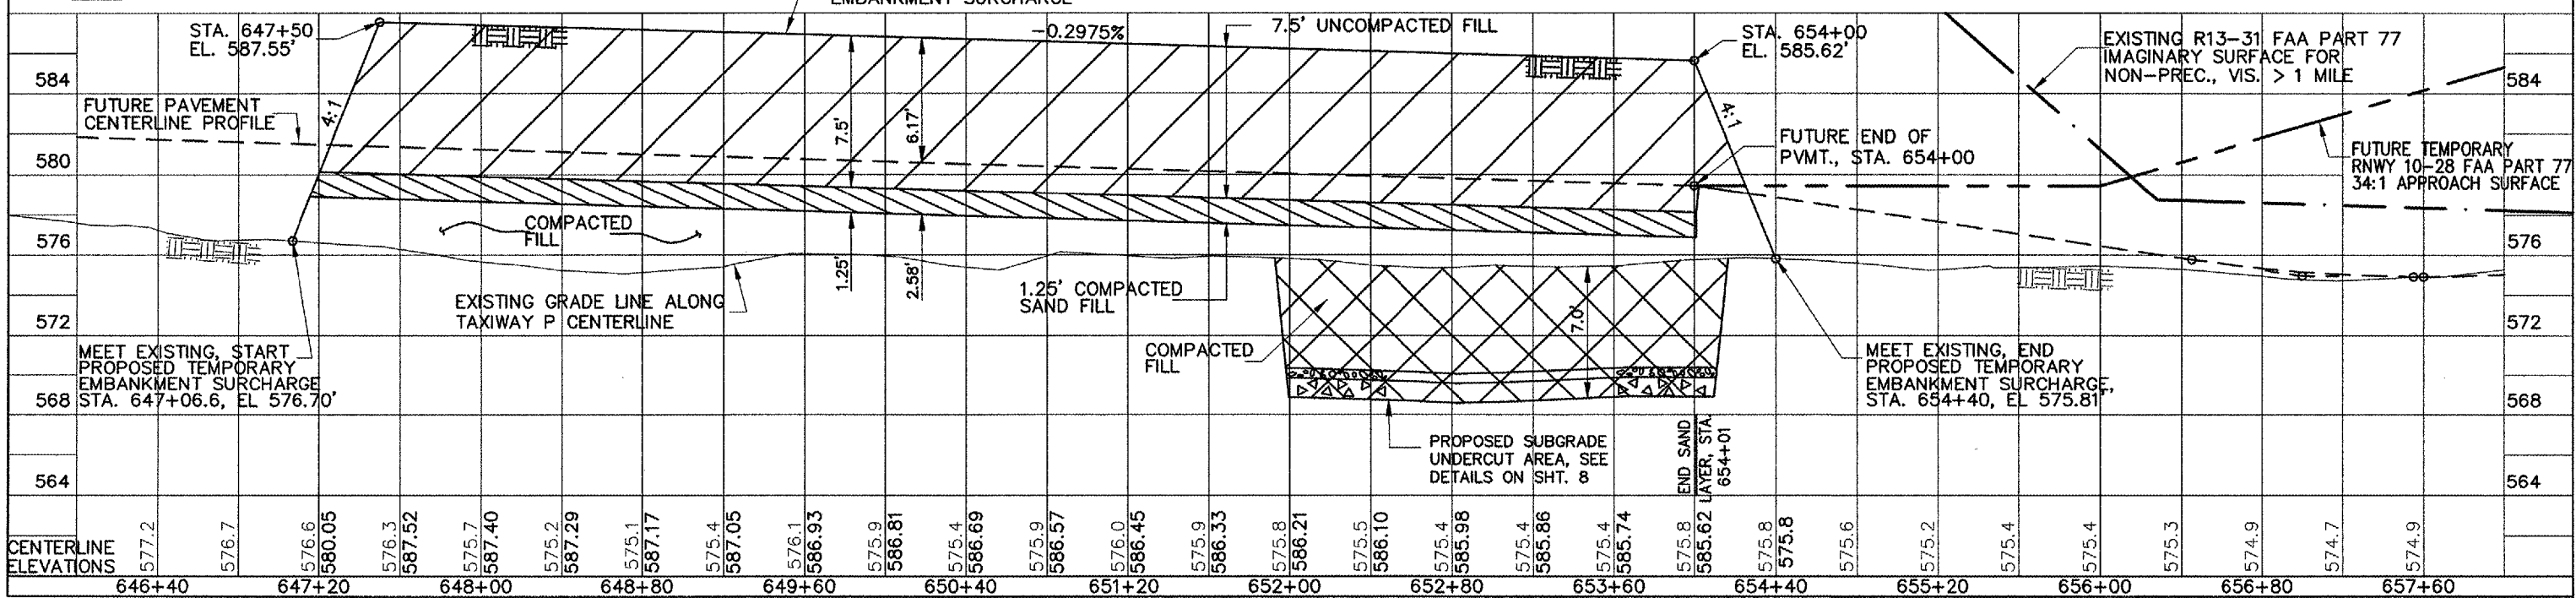 EMBANKMENT SURCHARGE
STA. 647+50
EL. 587.55'
-0.2975%
7.5' UNCOMPACTED FILL
STA. 654+00
EL. 585.62'
EXISTING R13-31 FAA PART 77
IMAGINARY SURFACE FOR
NON-PREC., VIS. > 1 MILE
584
584
FUTURE PAVEMENT
CENTERLINE PROFILE
4:1
7.5'
6.17'
4:1
FUTURE END OF
PVMT., STA. 654+00
FUTURE TEMPORARY
RNWY 10-28 FAA PART 77
34:1 APPROACH SURFACE
580
COMPACTED
FILL
576
576
1.25'
2.58'
EXISTING GRADE LINE ALONG
TAXIWAY P CENTERLINE
1.25' COMPACTED
SAND FILL
7.0'
572
572
COMPACTED
FILL
MEET EXISTING, START
PROPOSED TEMPORARY
EMBANKMENT SURCHARGE
STA. 647+06.6, EL 576.70'
MEET EXISTING, END
PROPOSED TEMPORARY
EMBANKMENT SURCHARGE,
STA. 654+40, EL 575.81'
568
568
PROPOSED SUBGRADE
UNDERCUT AREA, SEE
DETAILS ON SHT. 8
END SAND
LAYER, STA.
654+01
564
564
CENTERLINE
ELEVATIONS
577.2
576.7
576.6
580.05
576.3
587.52
575.7
587.40
575.2
587.29
575.1
587.17
575.4
587.05
576.1
586.93
575.9
586.81
575.4
586.69
575.9
586.57
576.0
586.45
575.9
586.33
575.8
586.21
575.5
586.10
575.4
585.98
575.4
585.86
575.4
585.74
575.8
585.62
575.8
575.8
575.6
575.2
575.4
575.4
575.3
574.9
574.7
574.9
646+40
647+20
648+00
648+80
649+60
650+40
651+20
652+00
652+80
653+60
654+40
655+20
656+00
656+80
657+60